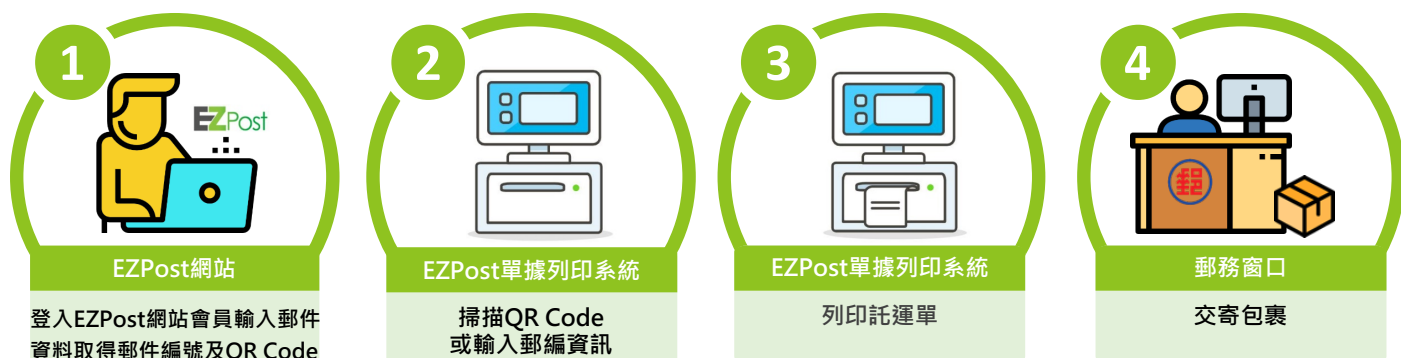 1
EZPost
EZPost網站
登入EZPost網站會員輸入郵件
資料取得郵件編號及QR Code
2
EZPost單據列印系統
掃描QR Code
或輸入郵編資訊
3
EZPost單據列印系統
列印託運單
4
郵
郵務窗口
交寄包裹